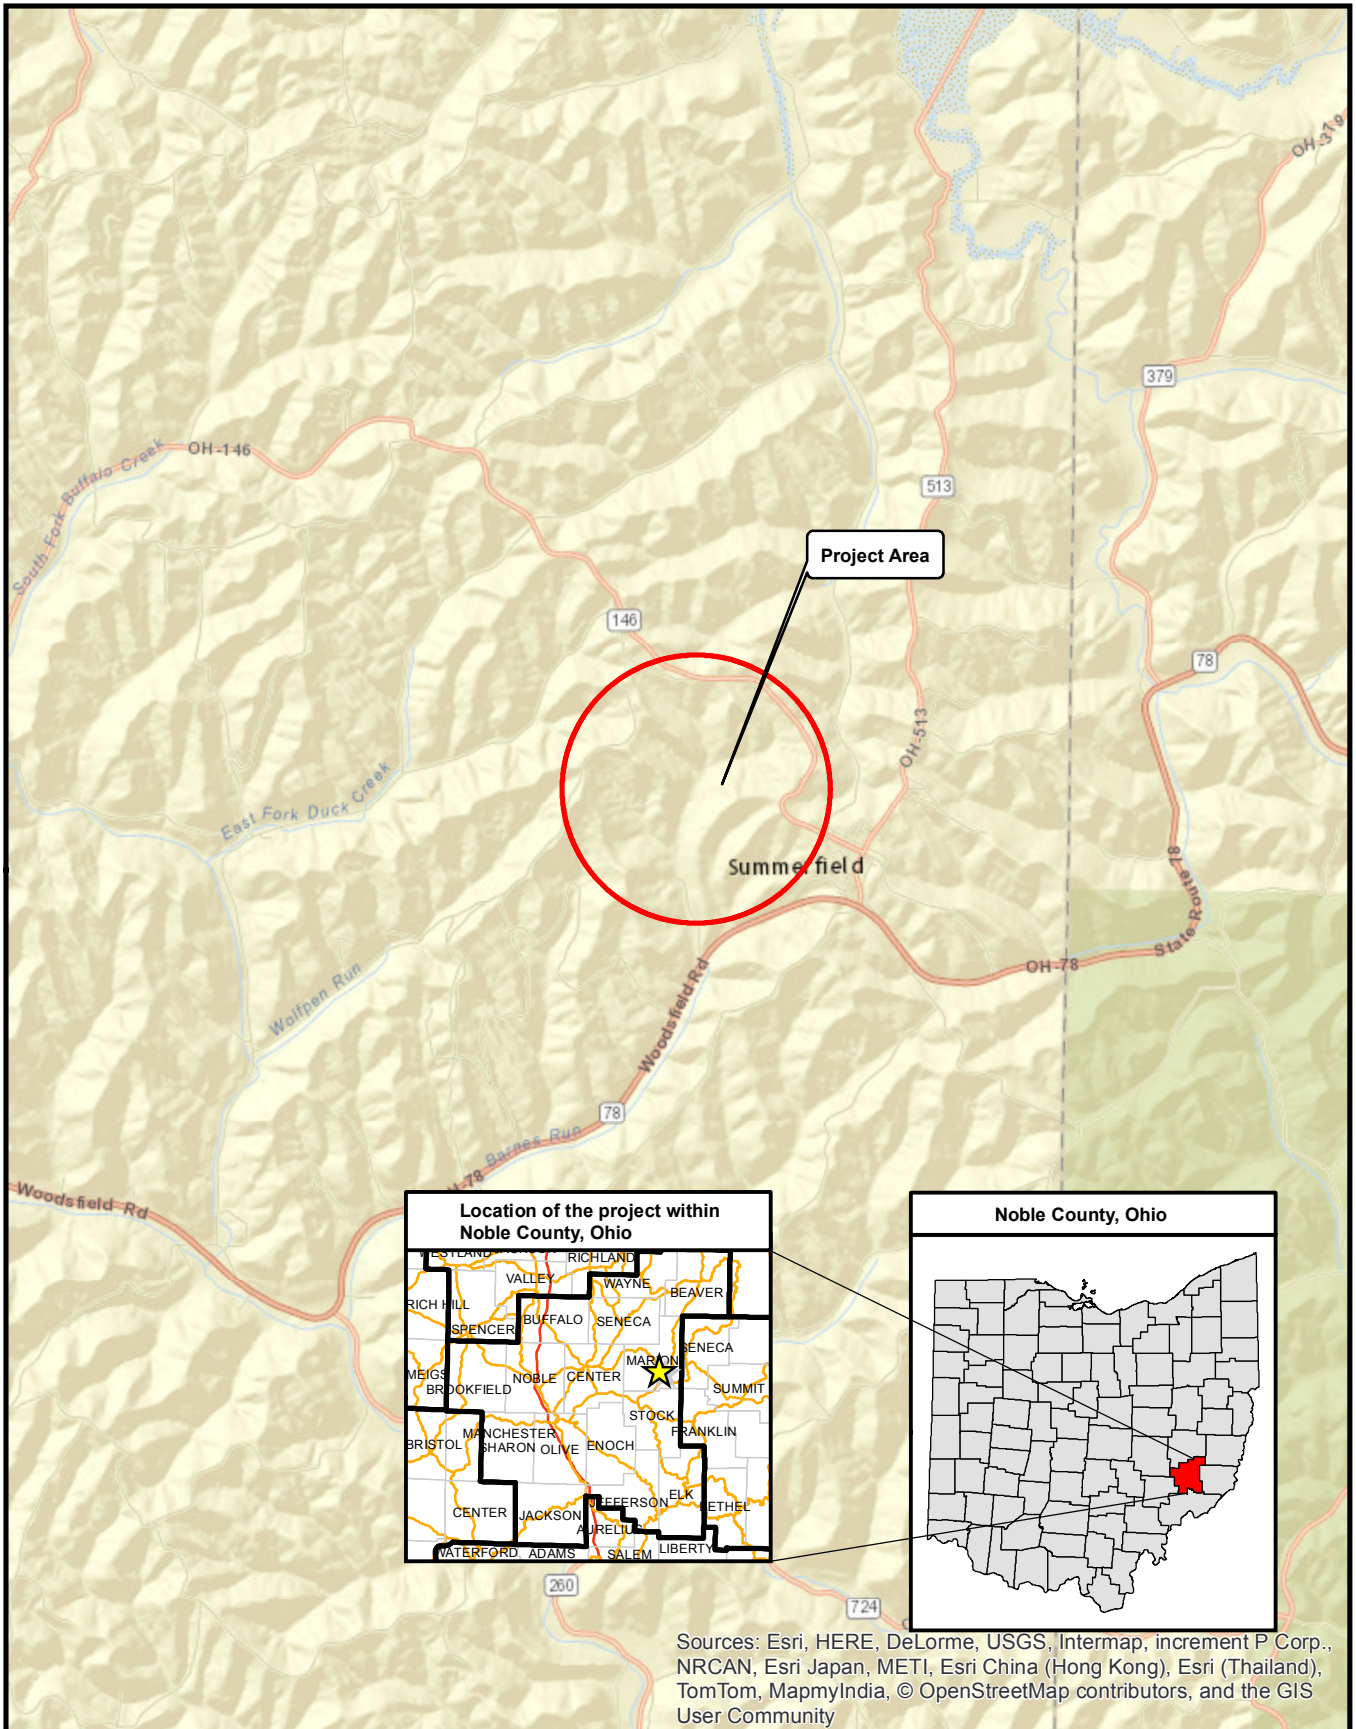 OH-379
379
OH-146
South Fork Buffalo Creek
513
Project Area
146
78
OH-513
East Fork Duck Creek
Summerfield
State Route 78
OH-78
Woodsfield Rd
Wolfpen Run
78
Barnes Run
Woodsfield Rd
Location of the project within
Noble County, Ohio
WESTLAND
RICHLAND
VALLEY
WAYNE
BEAVER
RICH HILL
BUFFALO
SENECA
SPENCER
SENECA
MARION
MEIGS
NOBLE
CENTER
BROOKFIELD
SUMMIT
STOCK
MANCHESTER
FRANKLIN
BRISTOL
SHARON
OLIVE
ENOCH
ELK
JEFFERSON
BETHEL
CENTER
JACKSON
AURELIUS
WATERFORD
ADAMS
SALEM
LIBERTY
Noble County, Ohio
260
724
Sources: Esri, HERE, DeLorme, USGS, Intermap, increment P Corp.,
NRCAN, Esri Japan, METI, Esri China (Hong Kong), Esri (Thailand),
TomTom, MapmyIndia, © OpenStreetMap contributors, and the GIS
User Community